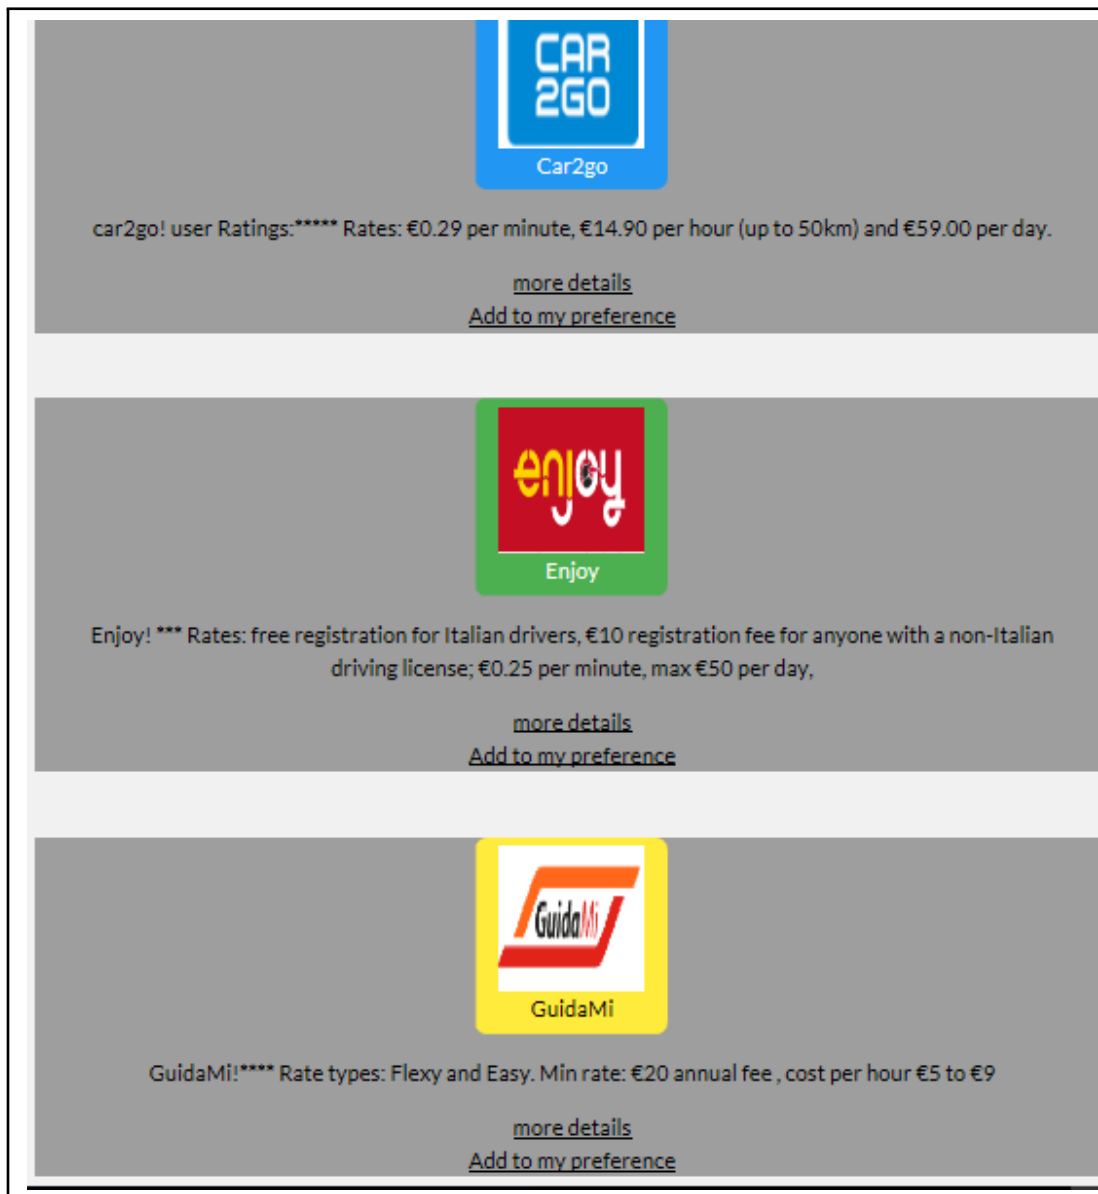 CAR
2GO
Car2go
car2go! user Ratings:***** Rates: €0.29 per minute, €14.90 per hour (up to 50km) and €59.00 per day.
more details
Add to my preference
enjoy
Enjoy
Enjoy! *** Rates: free registration for Italian drivers, €10 registration fee for anyone with a non-Italian
driving license; €0.25 per minute, max €50 per day,
more details
Add to my preference
GuidaMi
GuidaMi
GuidaMi!**** Rate types: Flexy and Easy. Min rate: €20 annual fee , cost per hour €5 to €9
more details
Add to my preference